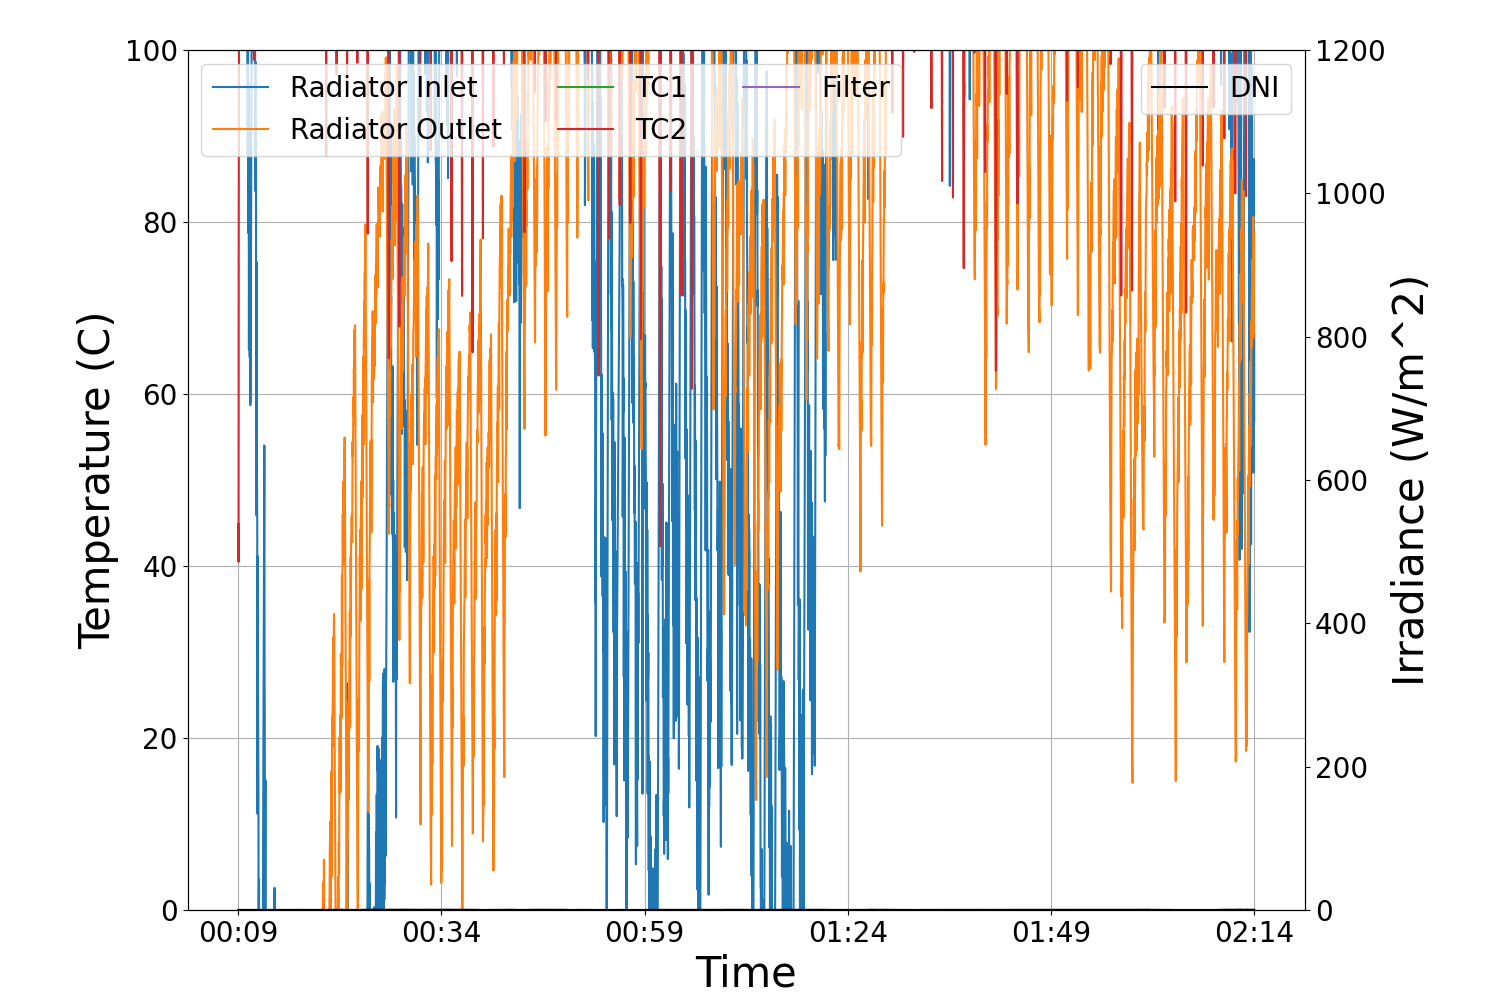 Radiator Inlet
Radiator Outlet
TC1
TC2
Filter
DNI
100
80
60
40
20
0
Temperature (C)
1200
1000
800
600
400
200
0
Irradiance (W/m^2)
00:09 00:34 00:59 01:24 01:49 02:14
Time